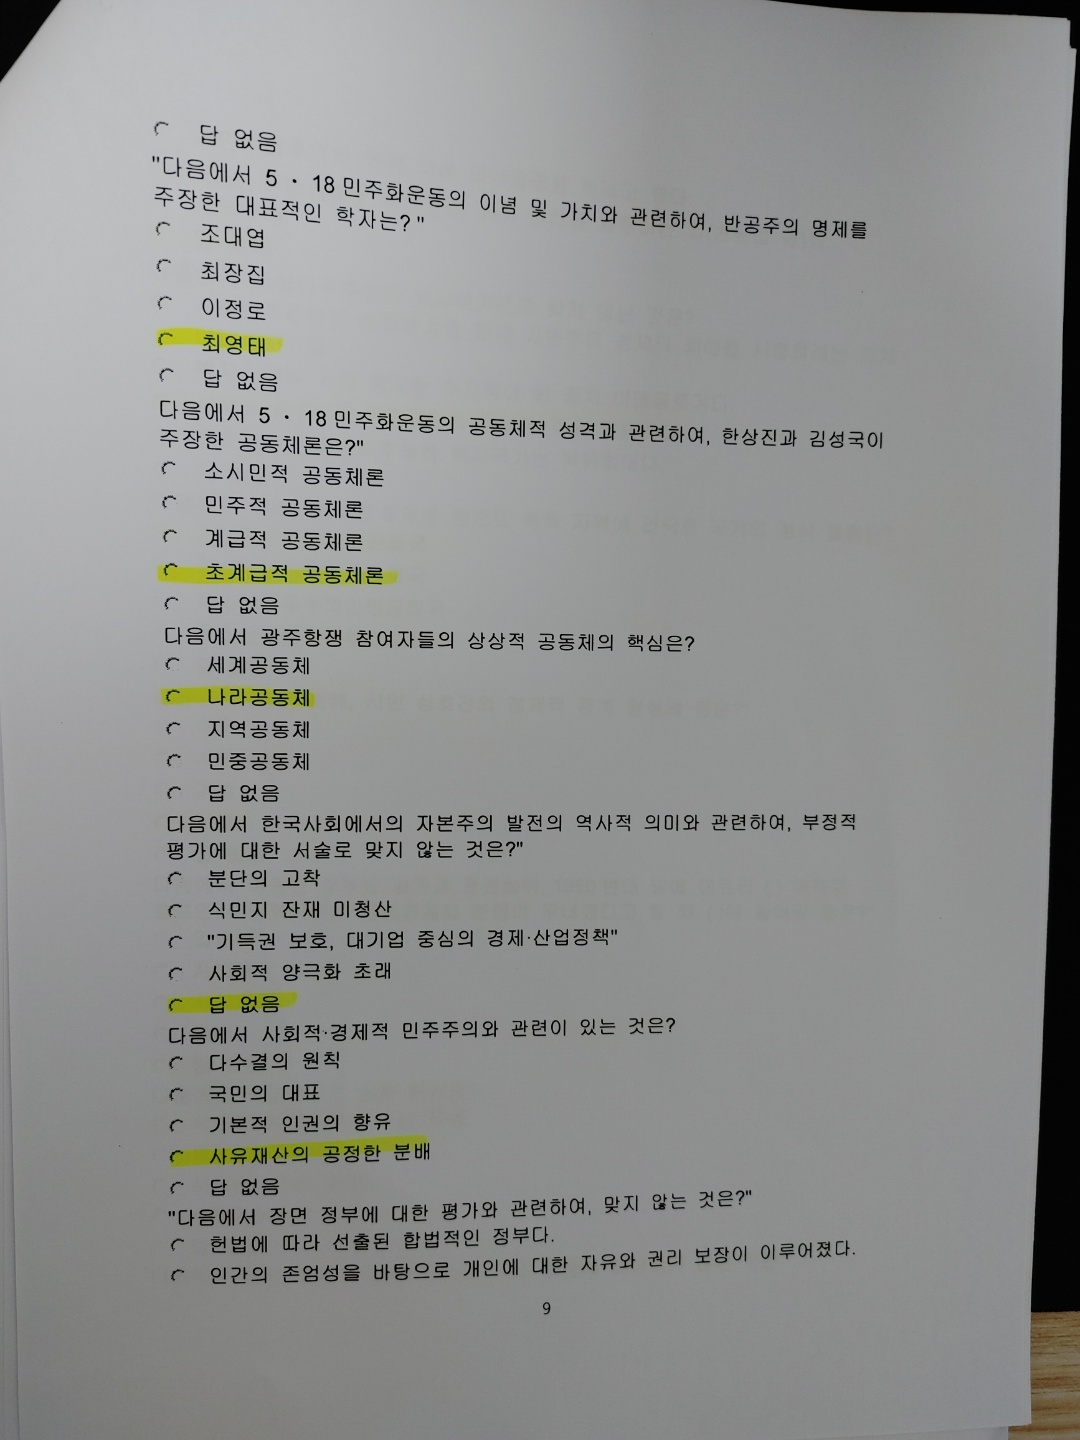 답 없음
"다음에서 5 · 18 민주화운동의 이념 및 가치와 관련하여, 반공주의 명제를
주장한 대표적인 학자는? "
조대엽
최장집
이정로
최영태
답 없음
다음에서 5 · 18 민주화운동의 공동체적 성격과 관련하여, 한상진과 김성국이
주장한 공동체론은?"
소시민적 공동체론
민주적 공동체론
계급적 공동체론
초계급적 공동체론
답 없음
다음에서 광주항쟁 참여자들의 상상적 공동체의 핵심은?
세계공동체
나라공동체
지역공동체
민중공동체
답 없음
다음에서 한국사회에서의 자본주의 발전의 역사적 의미와 관련하여, 부정적
평가에 대한 서술로 맞지 않는 것은?"
분단의 고착
식민지 잔재 미청산
"기득권 보호, 대기업 중심의 경제·산업정책"
사회적 양극화 초래
답 없음
다음에서 사회적·경제적 민주주의와 관련이 있는 것은?
다수결의 원칙
국민의 대표
기본적 인권의 향유
사유재산의 공정한 분배
답 없음
"다음에서 장면 정부에 대한 평가와 관련하여, 맞지 않는 것은?"
헌법에 따라 선출된 합법적인 정부다.
인간의 존엄성을 바탕으로 개인에 대한 자유와 권리 보장이 이루어졌다.
9